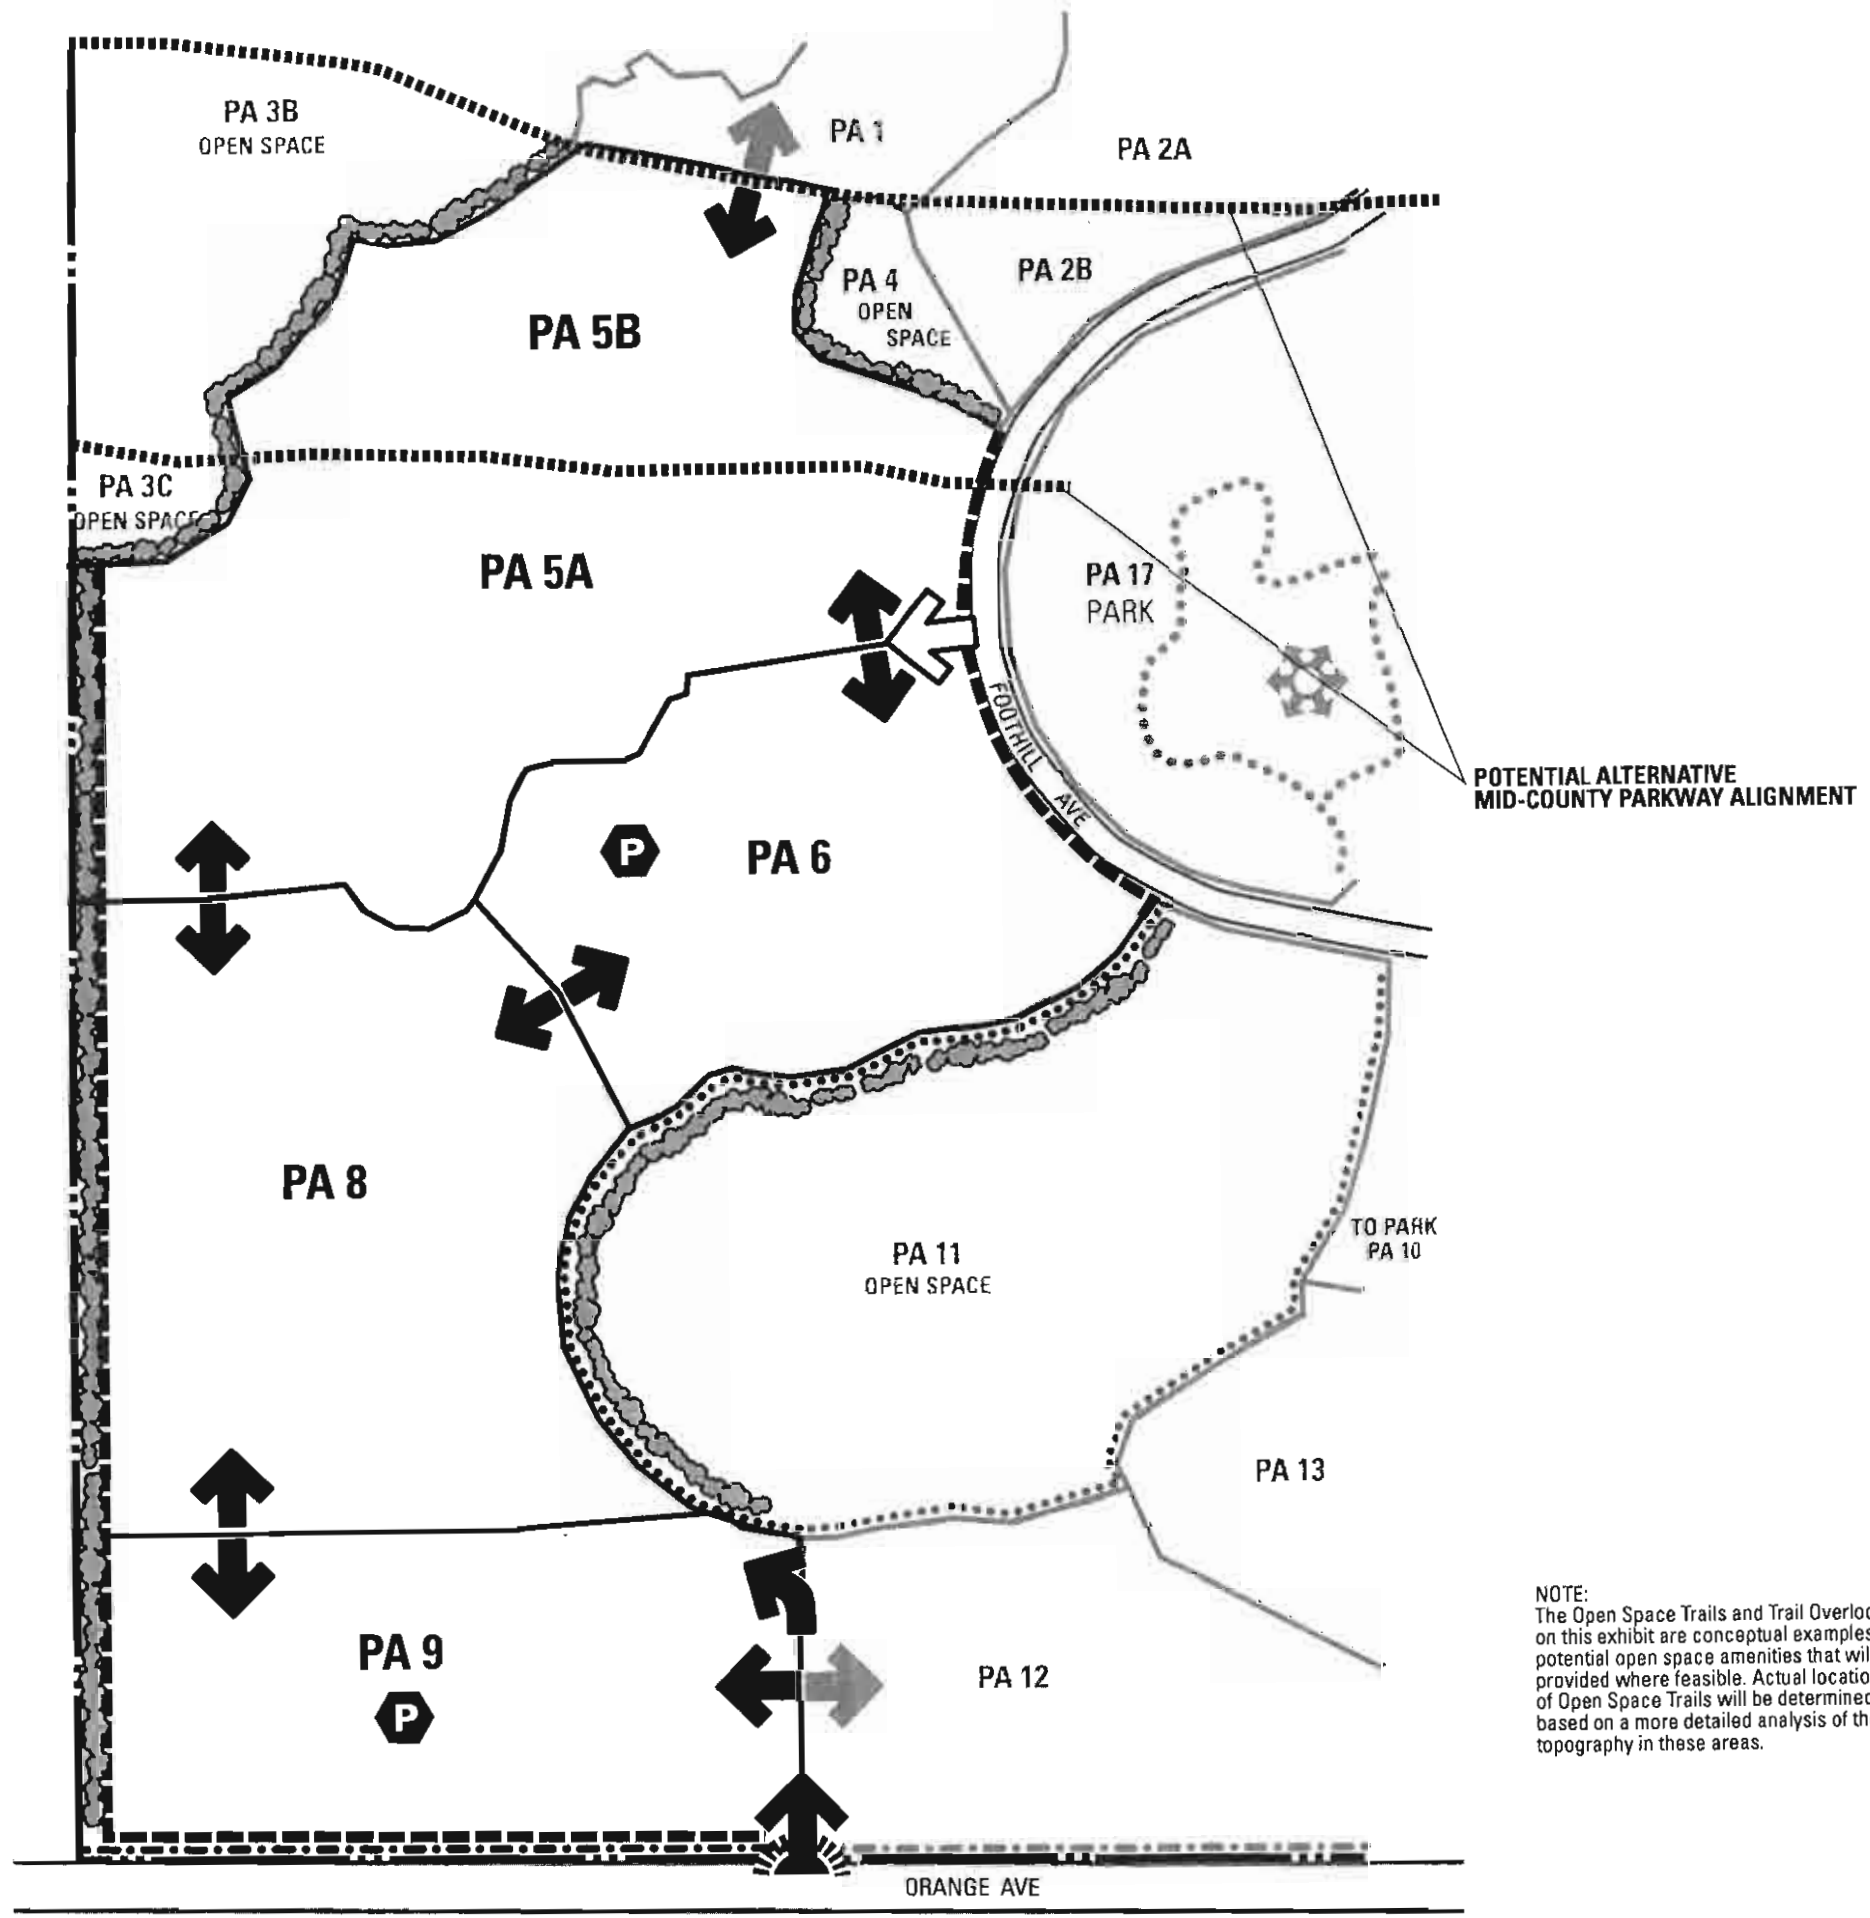 PA 3B
OPEN SPACE
PA 1
PA 2A
PA 4
OPEN
SPACE
PA 2B
PA 5B
PA 3C
OPEN SPACE
PA 5A
PA 17
PARK
FOOTHILL AVE
POTENTIAL ALTERNATIVE
MID-COUNTY PARKWAY ALIGNMENT
P
PA 6
PA 8
PA 11
OPEN SPACE
TO PARK
PA 10
PA 13
PA 9
P
PA 12
NOTE:
The Open Space Trails and Trail Overloo
on this exhibit are conceptual examples
potential open space amenities that wil
provided where feasible. Actual locatio
of Open Space Trails will be determined
based on a more detailed analysis of th
topography in these areas.
ORANGE AVE